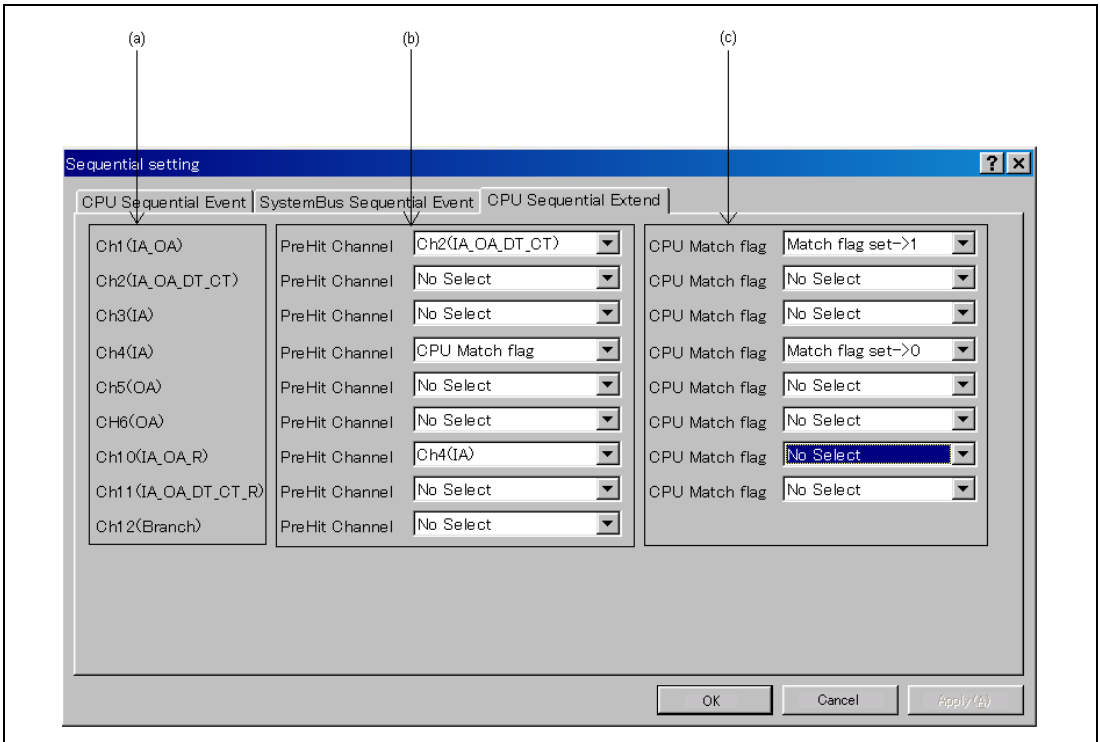 (a) (b) (c)
Sequential setting
CPU Sequential Event SystemBus Sequential Event CPU Sequential Extend
Ch1(IA_OA) PreHit Channel Ch2(IA_OA_DT_CT) CPU Match flag Match flag set->1
Ch2(IA_OA_DT_CT) PreHit Channel No Select CPU Match flag No Select
Ch3(IA) PreHit Channel No Select CPU Match flag No Select
Ch4(IA) PreHit Channel CPU Match flag CPU Match flag Match flag set->0
Ch5(OA) PreHit Channel No Select CPU Match flag No Select
CH6(OA) PreHit Channel No Select CPU Match flag No Select
Ch10(IA_OA_R) PreHit Channel Ch4(IA) CPU Match flag No Select
Ch11(IA_OA_DT_CT_R) PreHit Channel No Select CPU Match flag No Select
Ch12(Branch) PreHit Channel No Select
OK Cancel Apply(A)